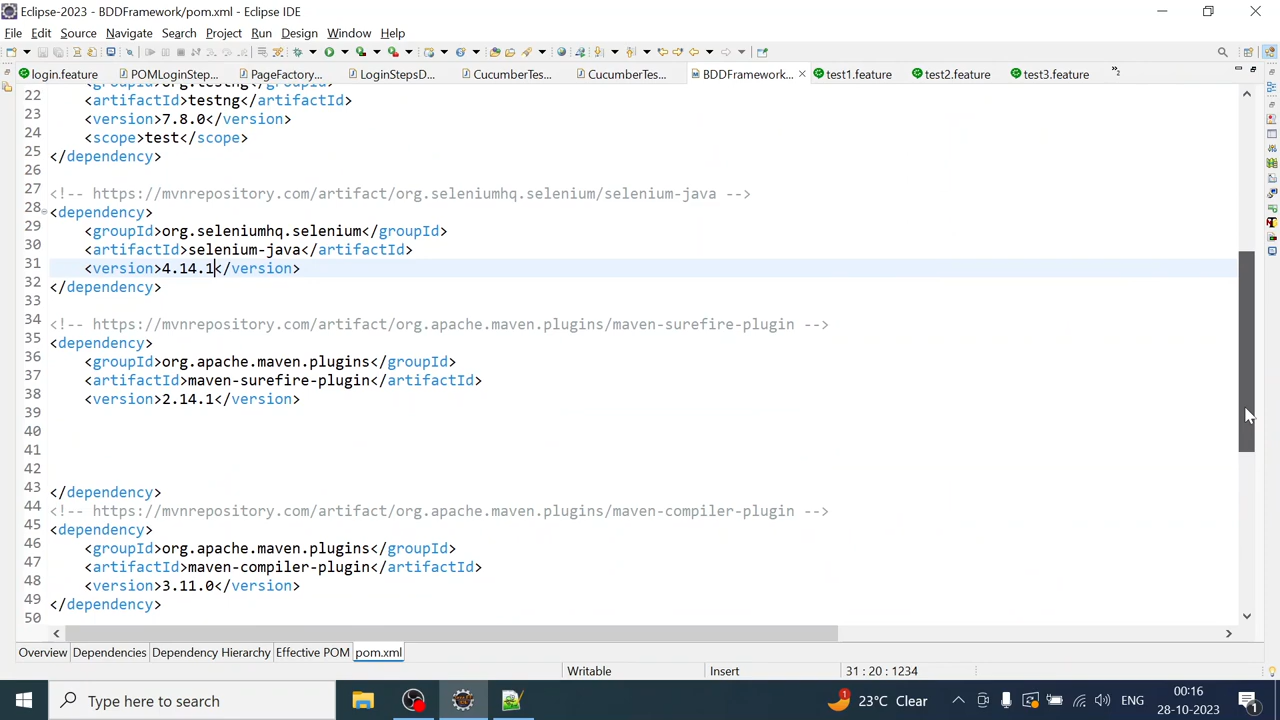 Eclipse-2023 - BDDFramework/pom.xml - Eclipse IDE
File Edit Source Navigate Search Project Run Design Window Help
login.feature POMLoginStep... PageFactory... LoginStepsD... CucumberTes... CucumberTes... BDDFramework... test1.feature test2.feature test3.feature
22 <groupId>org.testng</groupId>
23 <artifactId>testng</artifactId>
24 <version>7.8.0</version>
25 <scope>test</scope>
26 </dependency>
27
28 <!-- https://mvnrepository.com/artifact/org.seleniumhq.selenium/selenium-java -->
29 <dependency>
30 <groupId>org.seleniumhq.selenium</groupId>
31 <artifactId>selenium-java</artifactId>
32 <version>4.14.1</version>
33 </dependency>
34
35 <!-- https://mvnrepository.com/artifact/org.apache.maven.plugins/maven-surefire-plugin -->
36 <dependency>
37 <groupId>org.apache.maven.plugins</groupId>
38 <artifactId>maven-surefire-plugin</artifactId>
39 <version>2.14.1</version>
40
41
42
43
44 </dependency>
45 <!-- https://mvnrepository.com/artifact/org.apache.maven.plugins/maven-compiler-plugin -->
46 <dependency>
47 <groupId>org.apache.maven.plugins</groupId>
48 <artifactId>maven-compiler-plugin</artifactId>
49 <version>3.11.0</version>
50 </dependency>
Overview Dependencies Dependency Hierarchy Effective POM pom.xml
Writable Insert 31 : 20 : 1234
Type here to search 23°C Clear ENG 00:16
28-10-2023